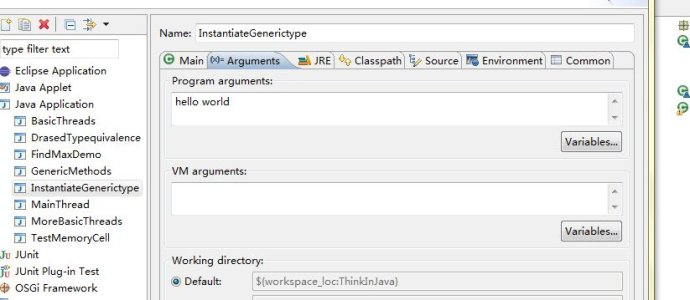 Name: InstantiateGenerictype
type filter text
Main (x)= Arguments JRE Classpath Source Environment Common
Eclipse Application
Java Applet
Java Application
BasicThreads
DrasedTypequivalence
FindMaxDemo
GenericMethods
InstantiateGenerictype
MainThread
MoreBasicThreads
TestMemoryCell
JUnit
JUnit Plug-in Test
OSGi Framework
Program arguments:
hello world
Variables...
VM arguments:
Variables...
Working directory:
Default: ${workspace_loc:ThinkInJava}